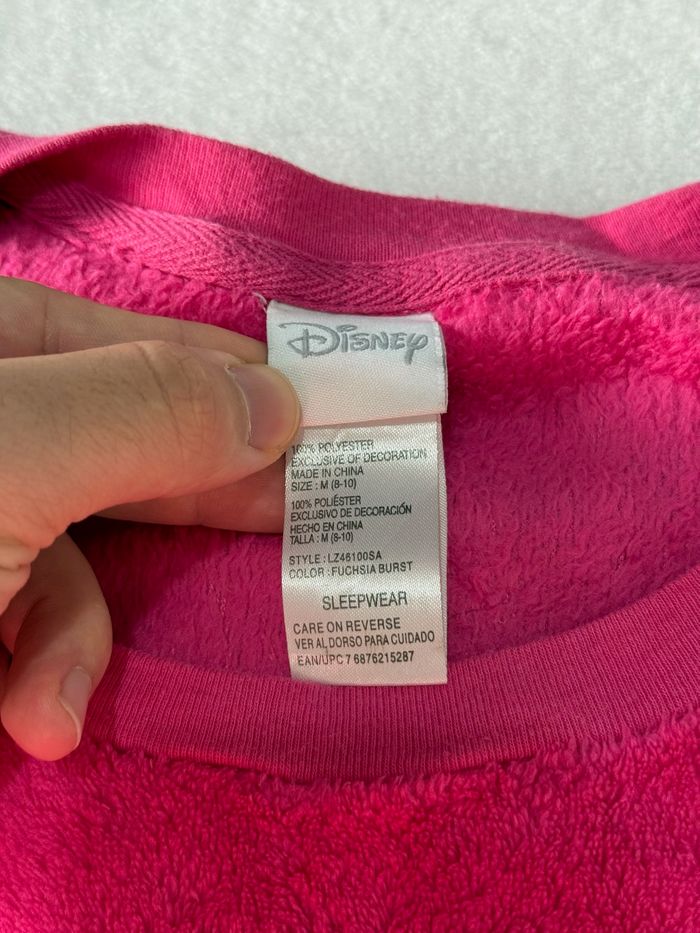 Disney
100% POLYESTER
EXCLUSIVE OF DECORATION
MADE IN CHINA
SIZE : M (8-10)
100% POLIÉSTER
EXCLUSIVO DE DECORACIÓN
HECHO EN CHINA
TALLA : M (8-10)
STYLE : LZ46100SA
COLOR : FUCHSIA BURST
SLEEPWEAR
CARE ON REVERSE
VER AL DORSO PARA CUIDADO
EAN/UPC 7 6876215287